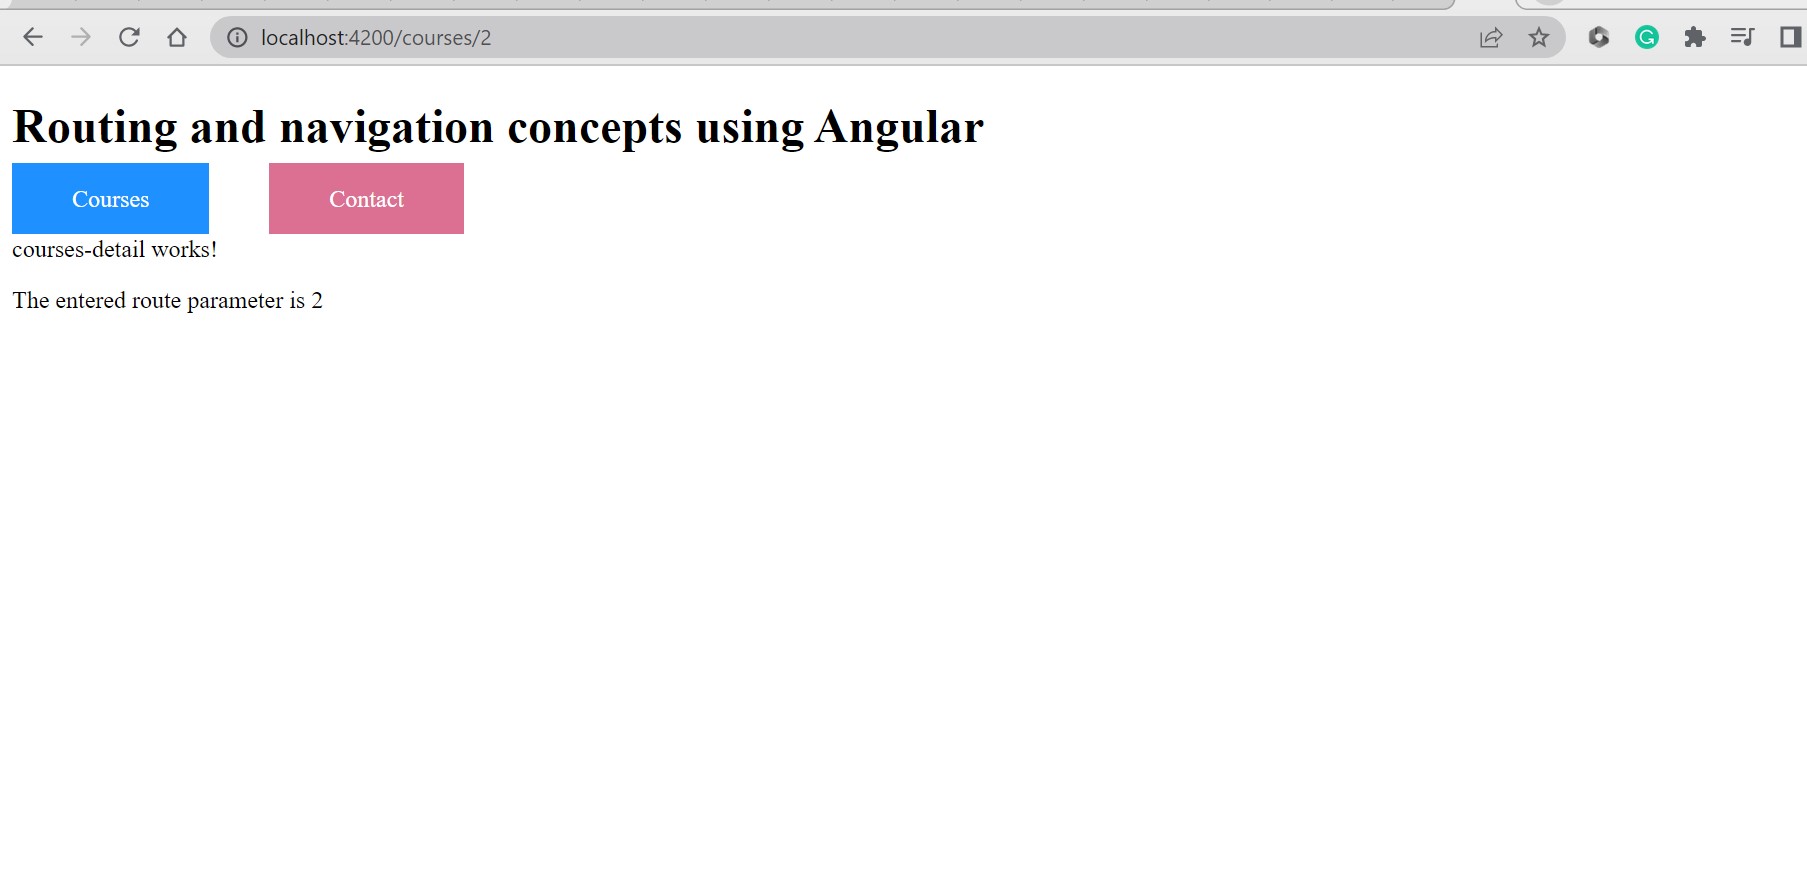 localhost:4200/courses/2
Routing and navigation concepts using Angular
Courses Contact
courses-detail works!
The entered route parameter is 2